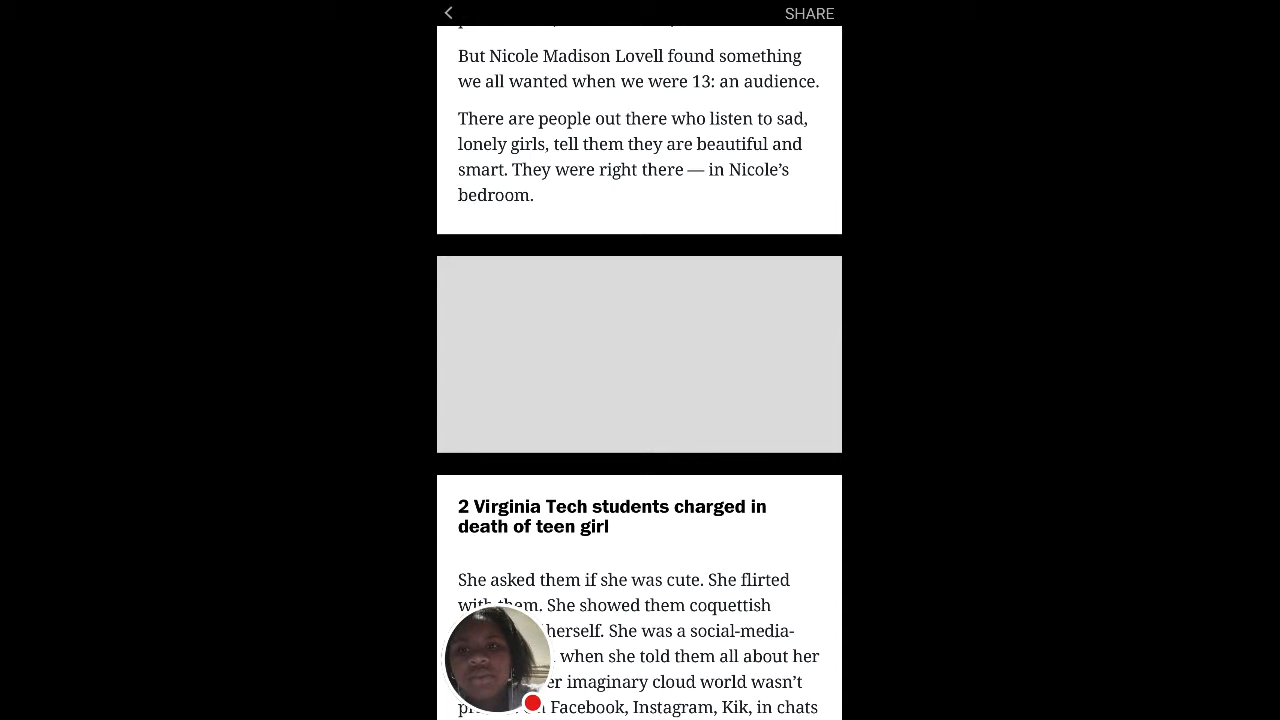 SHARE
But Nicole Madison Lovell found something
we all wanted when we were 13: an audience.
There are people out there who listen to sad,
lonely girls, tell them they are beautiful and
smart. They were right there — in Nicole’s
bedroom.
2 Virginia Tech students charged in
death of teen girl
She asked them if she was cute. She flirted
with them. She showed them coquettish
herself. She was a social-media-
when she told them all about her
imaginary cloud world wasn’t
Facebook, Instagram, Kik, in chats